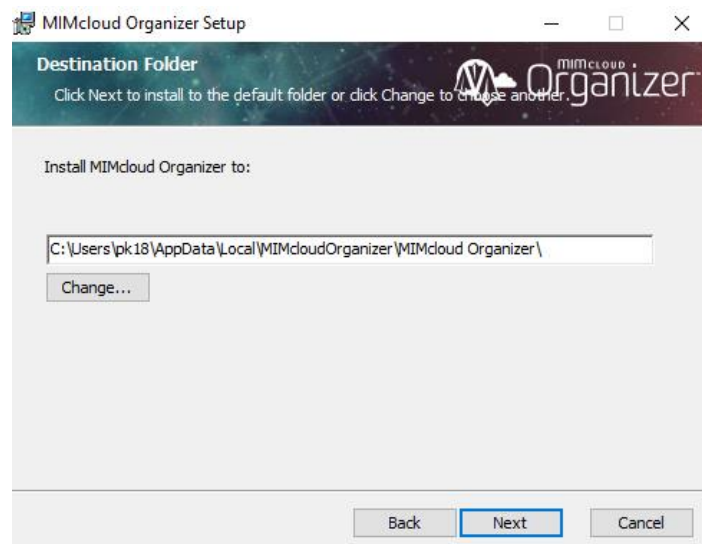 MIMcloud Organizer Setup
Destination Folder
Click Next to install to the default folder or click Change to choose another.
MIMCLOUD
Organizer
Install MIMcloud Organizer to:
C:\Users\pk18\AppData\Local\MIMcloudOrganizer\MIMcloud Organizer\
Change...
Back
Next
Cancel